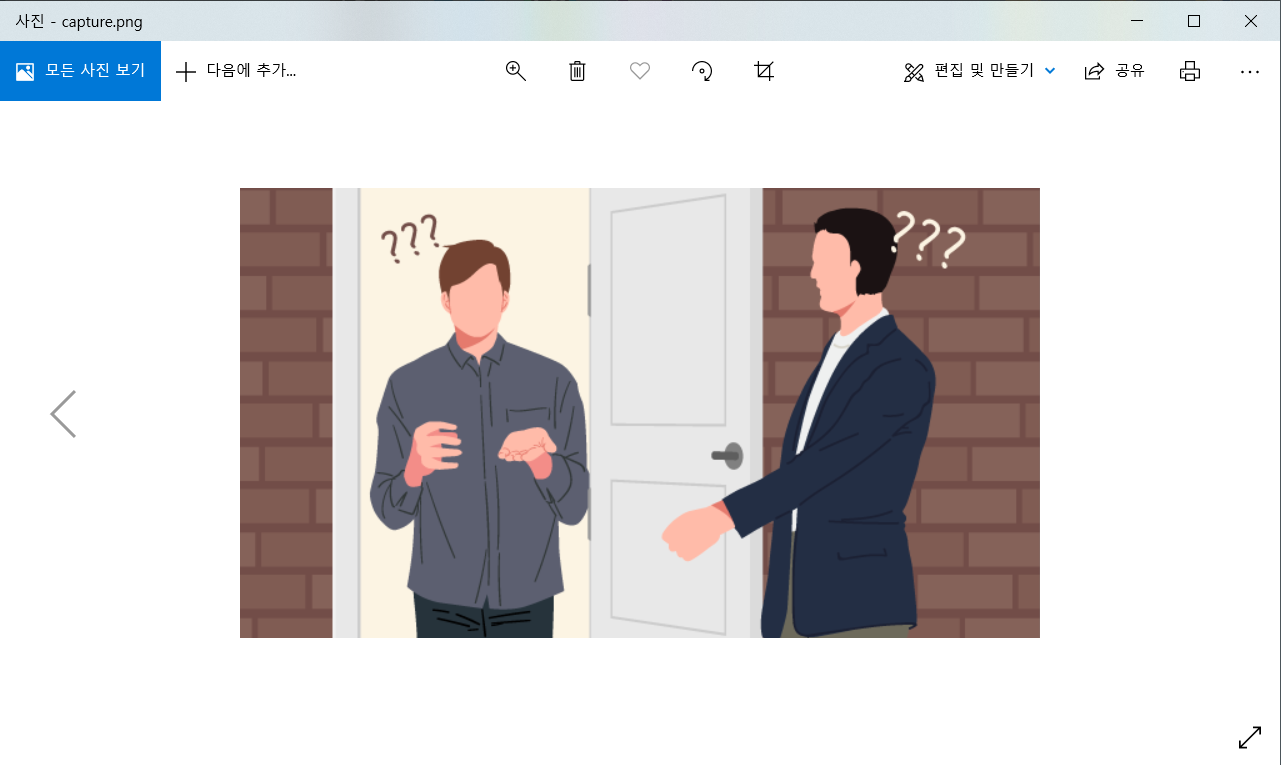 사진 - capture.png
모든 사진 보기
다음에 추가...
편집 및 만들기
공유
???
???